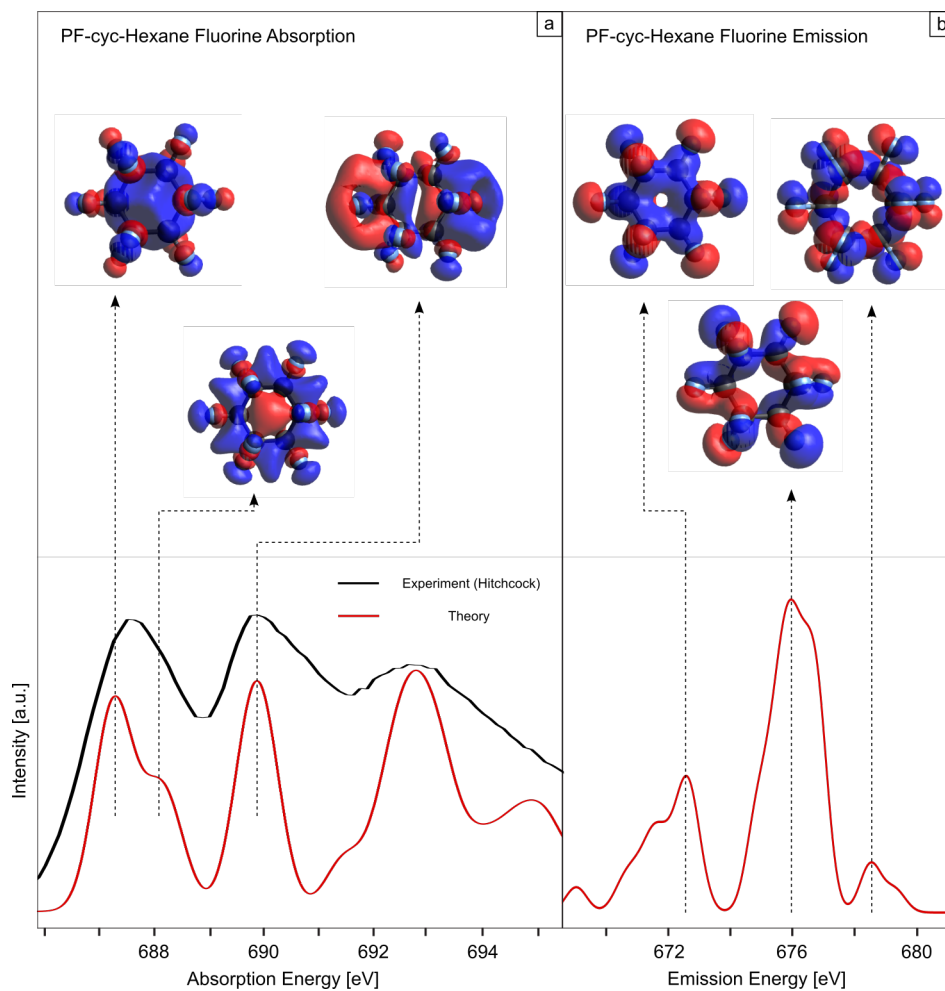 PF-cyc-Hexane Fluorine Absorption
a
PF-cyc-Hexane Fluorine Emission
b
Experiment (Hitchcock)
Theory
Intensity [a.u.]
688
690
692
694
672
676
680
Absorption Energy [eV]
Emission Energy [eV]